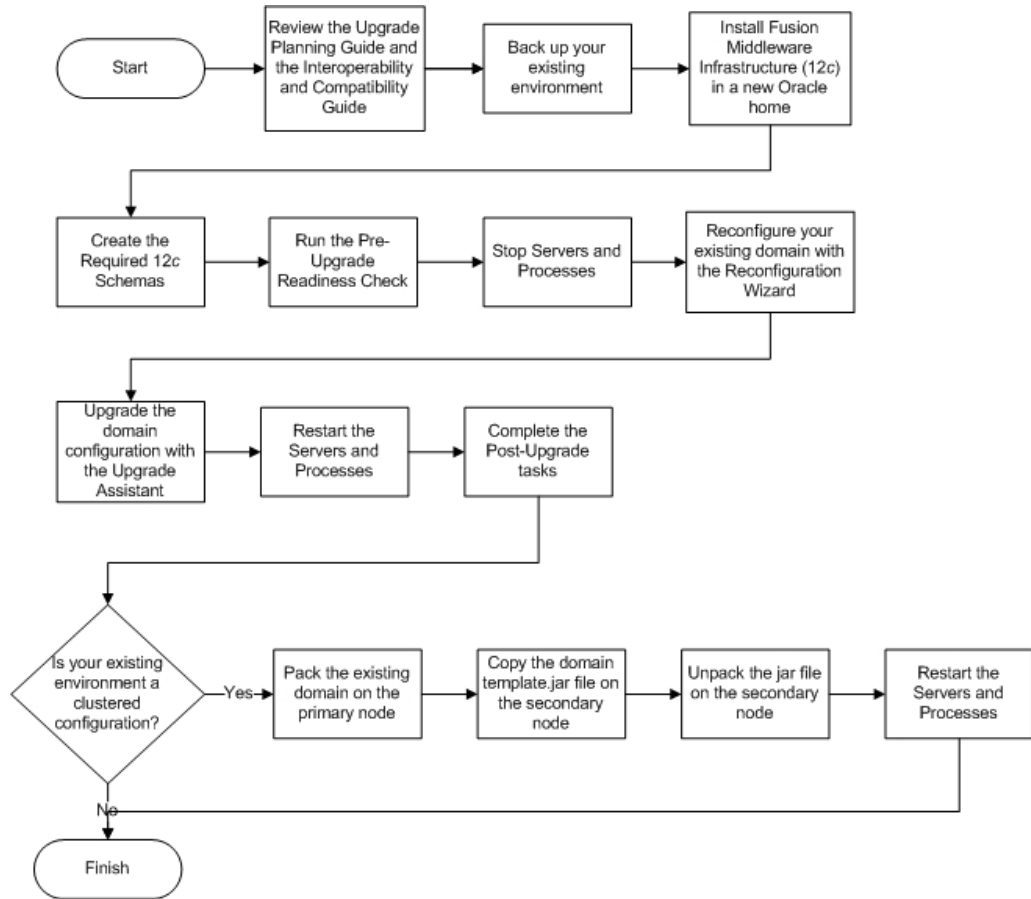 Start
Review the Upgrade
Planning Guide and
the Interoperability
and Compatibility
Guide
Back up your
existing
environment
Install Fusion
Middleware
Infrastructure (12c)
in a new Oracle
home
Create the
Required 12c
Schemas
Run the Pre-
Upgrade
Readiness Check
Stop Servers and
Processes
Reconfigure your
existing domain with
the Reconfiguration
Wizard
Upgrade the
domain
configuration with
the Upgrade
Assistant
Restart the
Servers and
Processes
Complete the
Post-Upgrade
tasks
Is your existing
environment a
clustered
configuration?
Yes
Pack the existing
domain on the
primary node
Copy the domain
template.jar file on
the secondary
node
Unpack the jar file
on the secondary
node
Restart the
Servers and
Processes
No
Finish